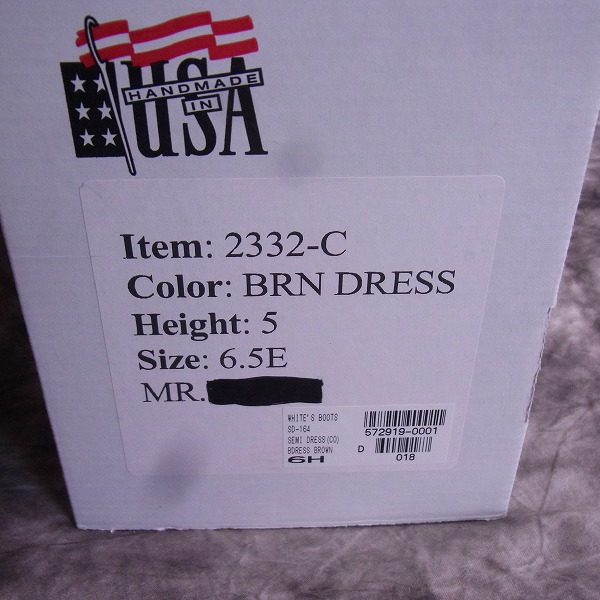 HANDMADE
IN
USA
Item: 2332-C
Color: BRN DRESS
Height: 5
Size: 6.5E
MR.
WHITE'S BOOTS
SD-164
SEMI DRESS(CO)
BDRESS BROWN
6H
572919-0001
D 018